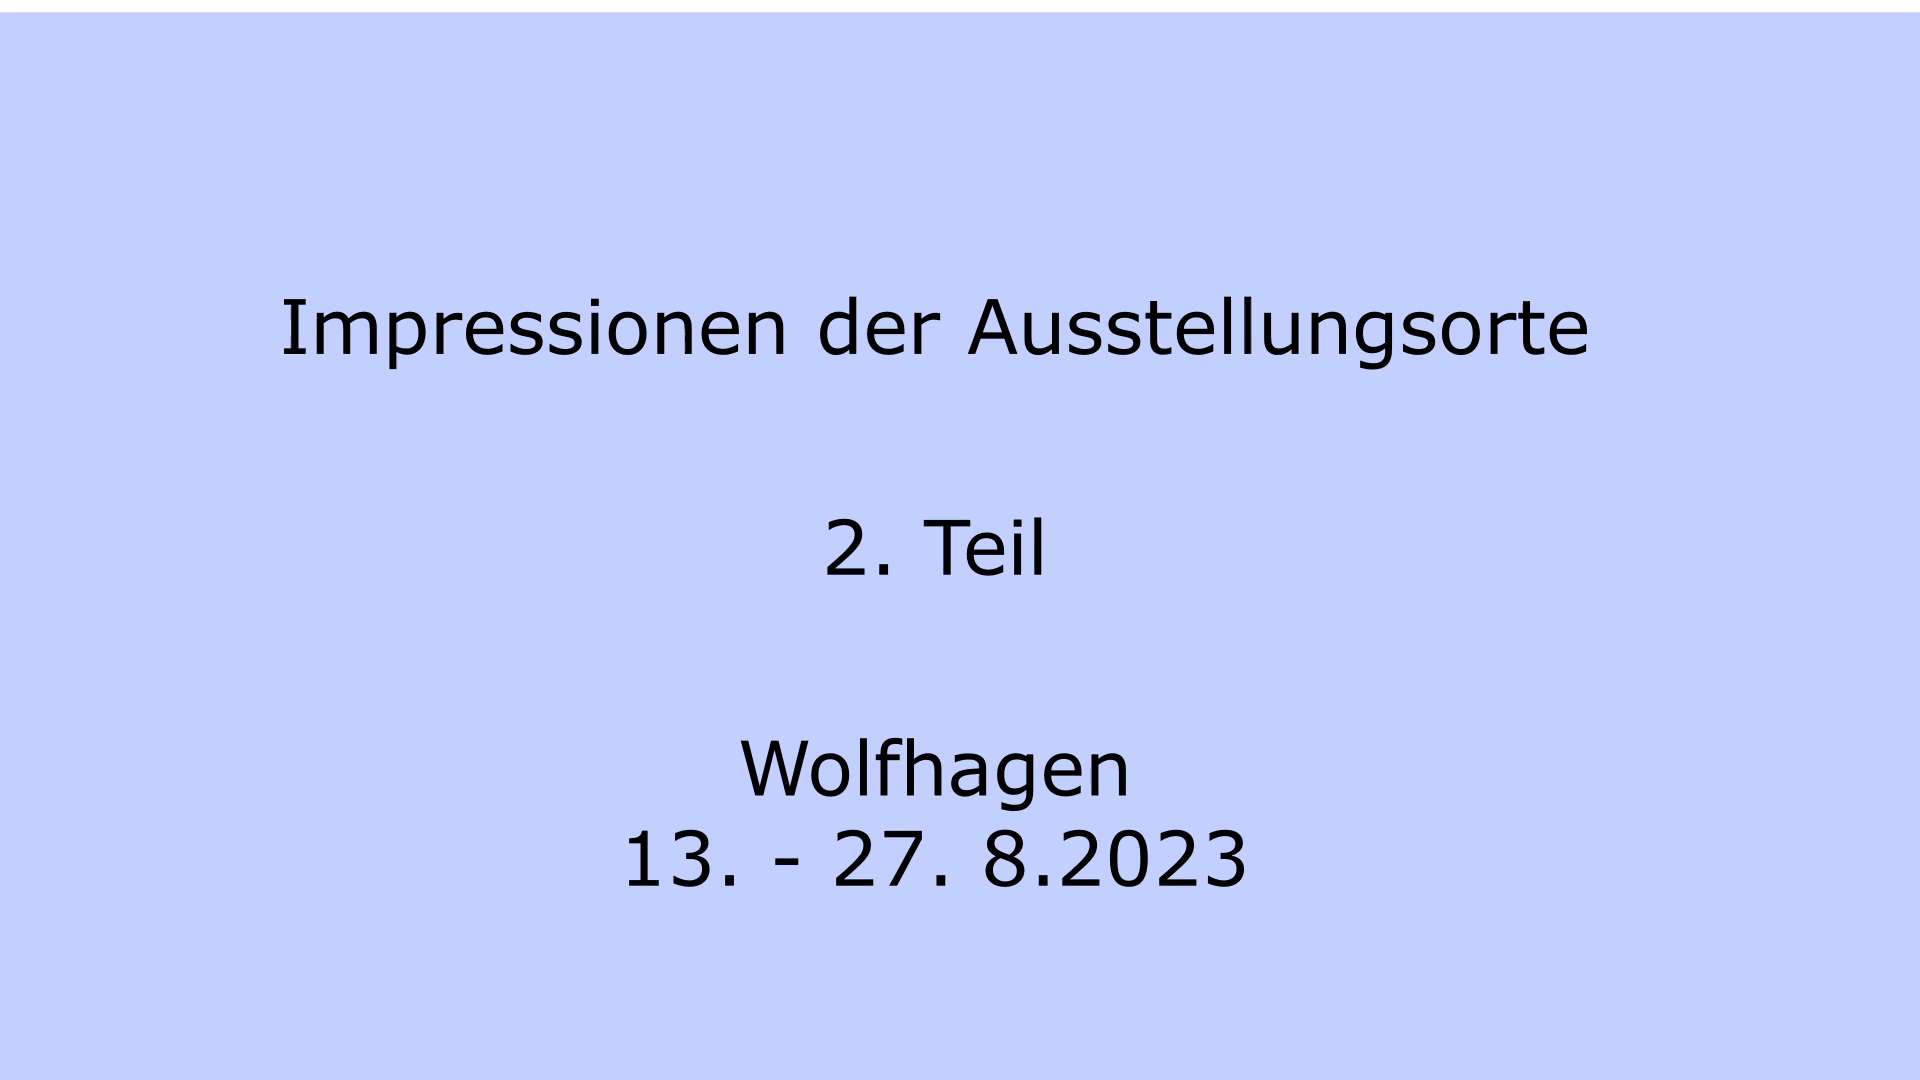 Impressionen der Ausstellungsorte
2. Teil
Wolfhagen
13. - 27. 8.2023